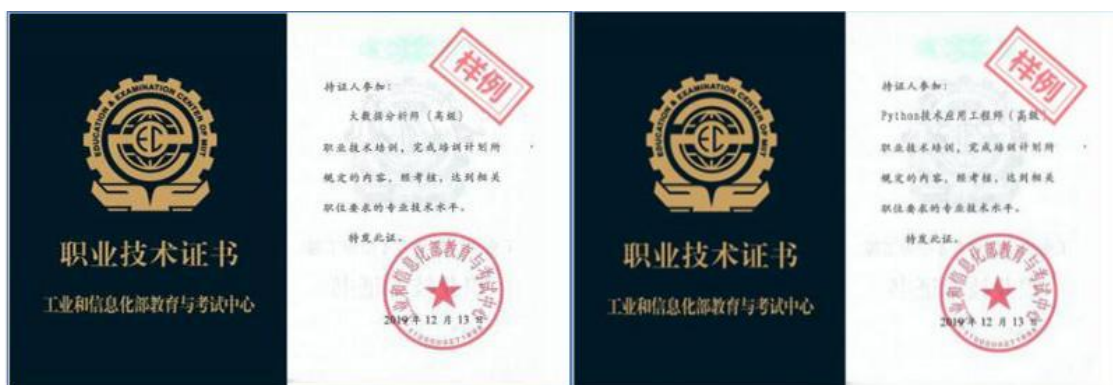 EDUCATION & EXAMINATION CENTER OF MIIT
EC
职业技术证书
工业和信息化部教育与考试中心
样例
持证人参加:
大数据分析师(高级)
职业技术培训,完成培训计划所
规定的内容,经考核,达到相关
职位要求的专业技术水平。
特发此证。
工业和信息化部教育与考试中心
2019年12月13日
EDUCATION & EXAMINATION CENTER OF MIIT
EC
职业技术证书
工业和信息化部教育与考试中心
样例
持证人参加:
Python技术应用工程师(高级)
职业技术培训,完成培训计划所
规定的内容,经考核,达到相关
职位要求的专业技术水平。
特发此证。
工业和信息化部教育与考试中心
2019年12月13日